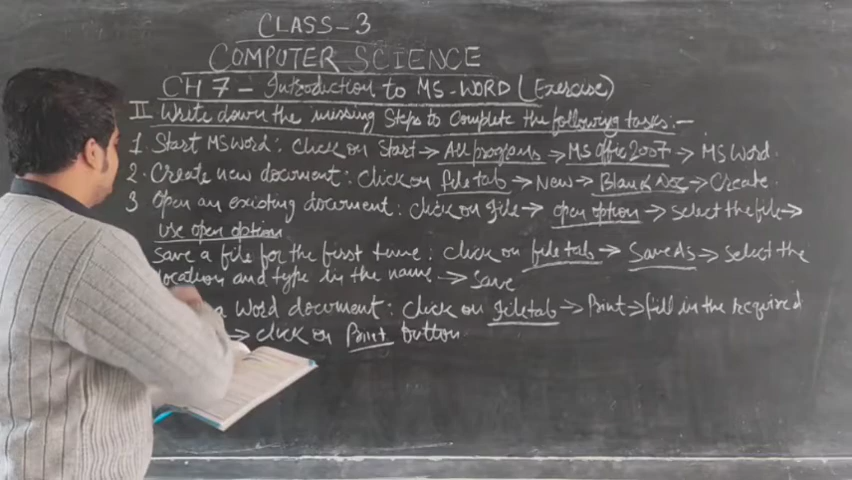 CLASS-3
COMPUTER SCIENCE
CH 7 - Introduction to MS-WORD (Exercise)
II Write down the missing Steps to Complete the following tasks:-
1. Start MSWord: Click on Start → All programs → MS offic 2007 → MS Word.
2. Create new document: Click on file tab → New → Blank Doc → Create.
3 Open an existing document: Click on file → open option → Select the file →
use open option
Save a file for the first time: Click on file tab → Save As → Select the
location and type in the name → Save
a Word document: Click on file tab → Print → fill in the required
→ click on Print button.